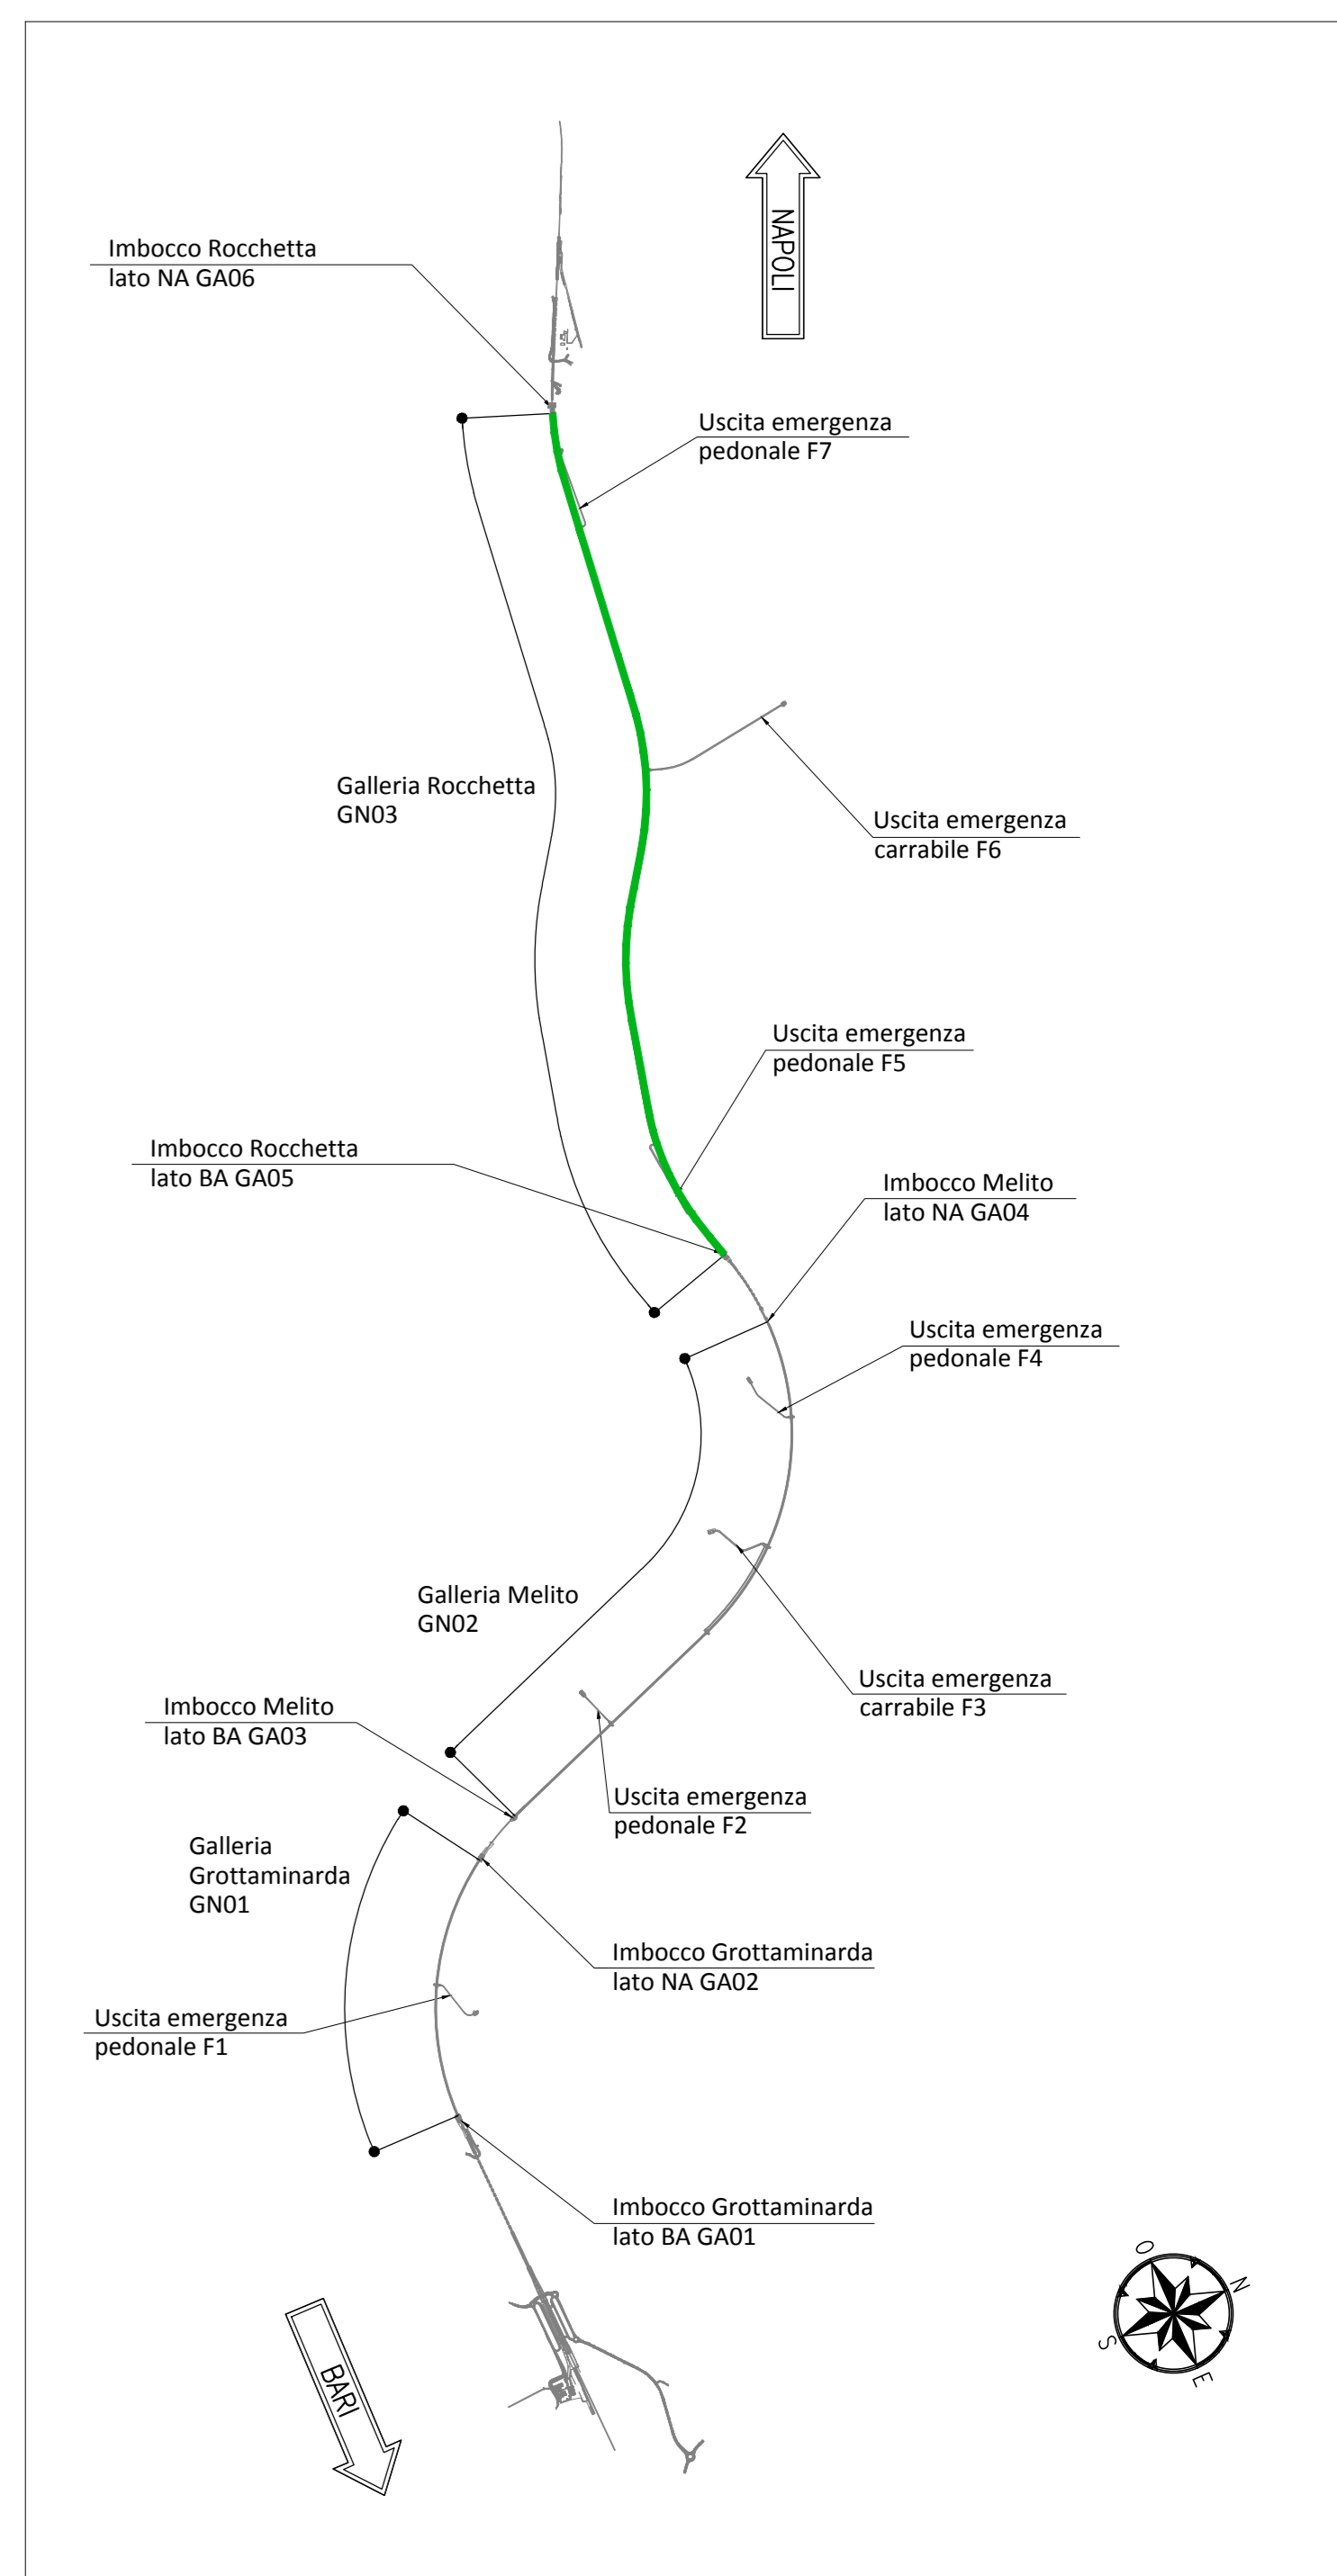 NAPOLI
Imbocco Rocchetta
lato NA GA06
Uscita emergenza
pedonale F7
Galleria Rocchetta
GN03
Uscita emergenza
carrabile F6
Uscita emergenza
pedonale F5
Imbocco Rocchetta
lato BA GA05
Imbocco Melito
lato NA GA04
Uscita emergenza
pedonale F4
Galleria Melito
GN02
Uscita emergenza
carrabile F3
Imbocco Melito
lato BA GA03
Uscita emergenza
pedonale F2
Galleria
Grottaminarda
GN01
Imbocco Grottaminarda
lato NA GA02
Uscita emergenza
pedonale F1
Imbocco Grottaminarda
lato BA GA01
O
N
S
E
BARI